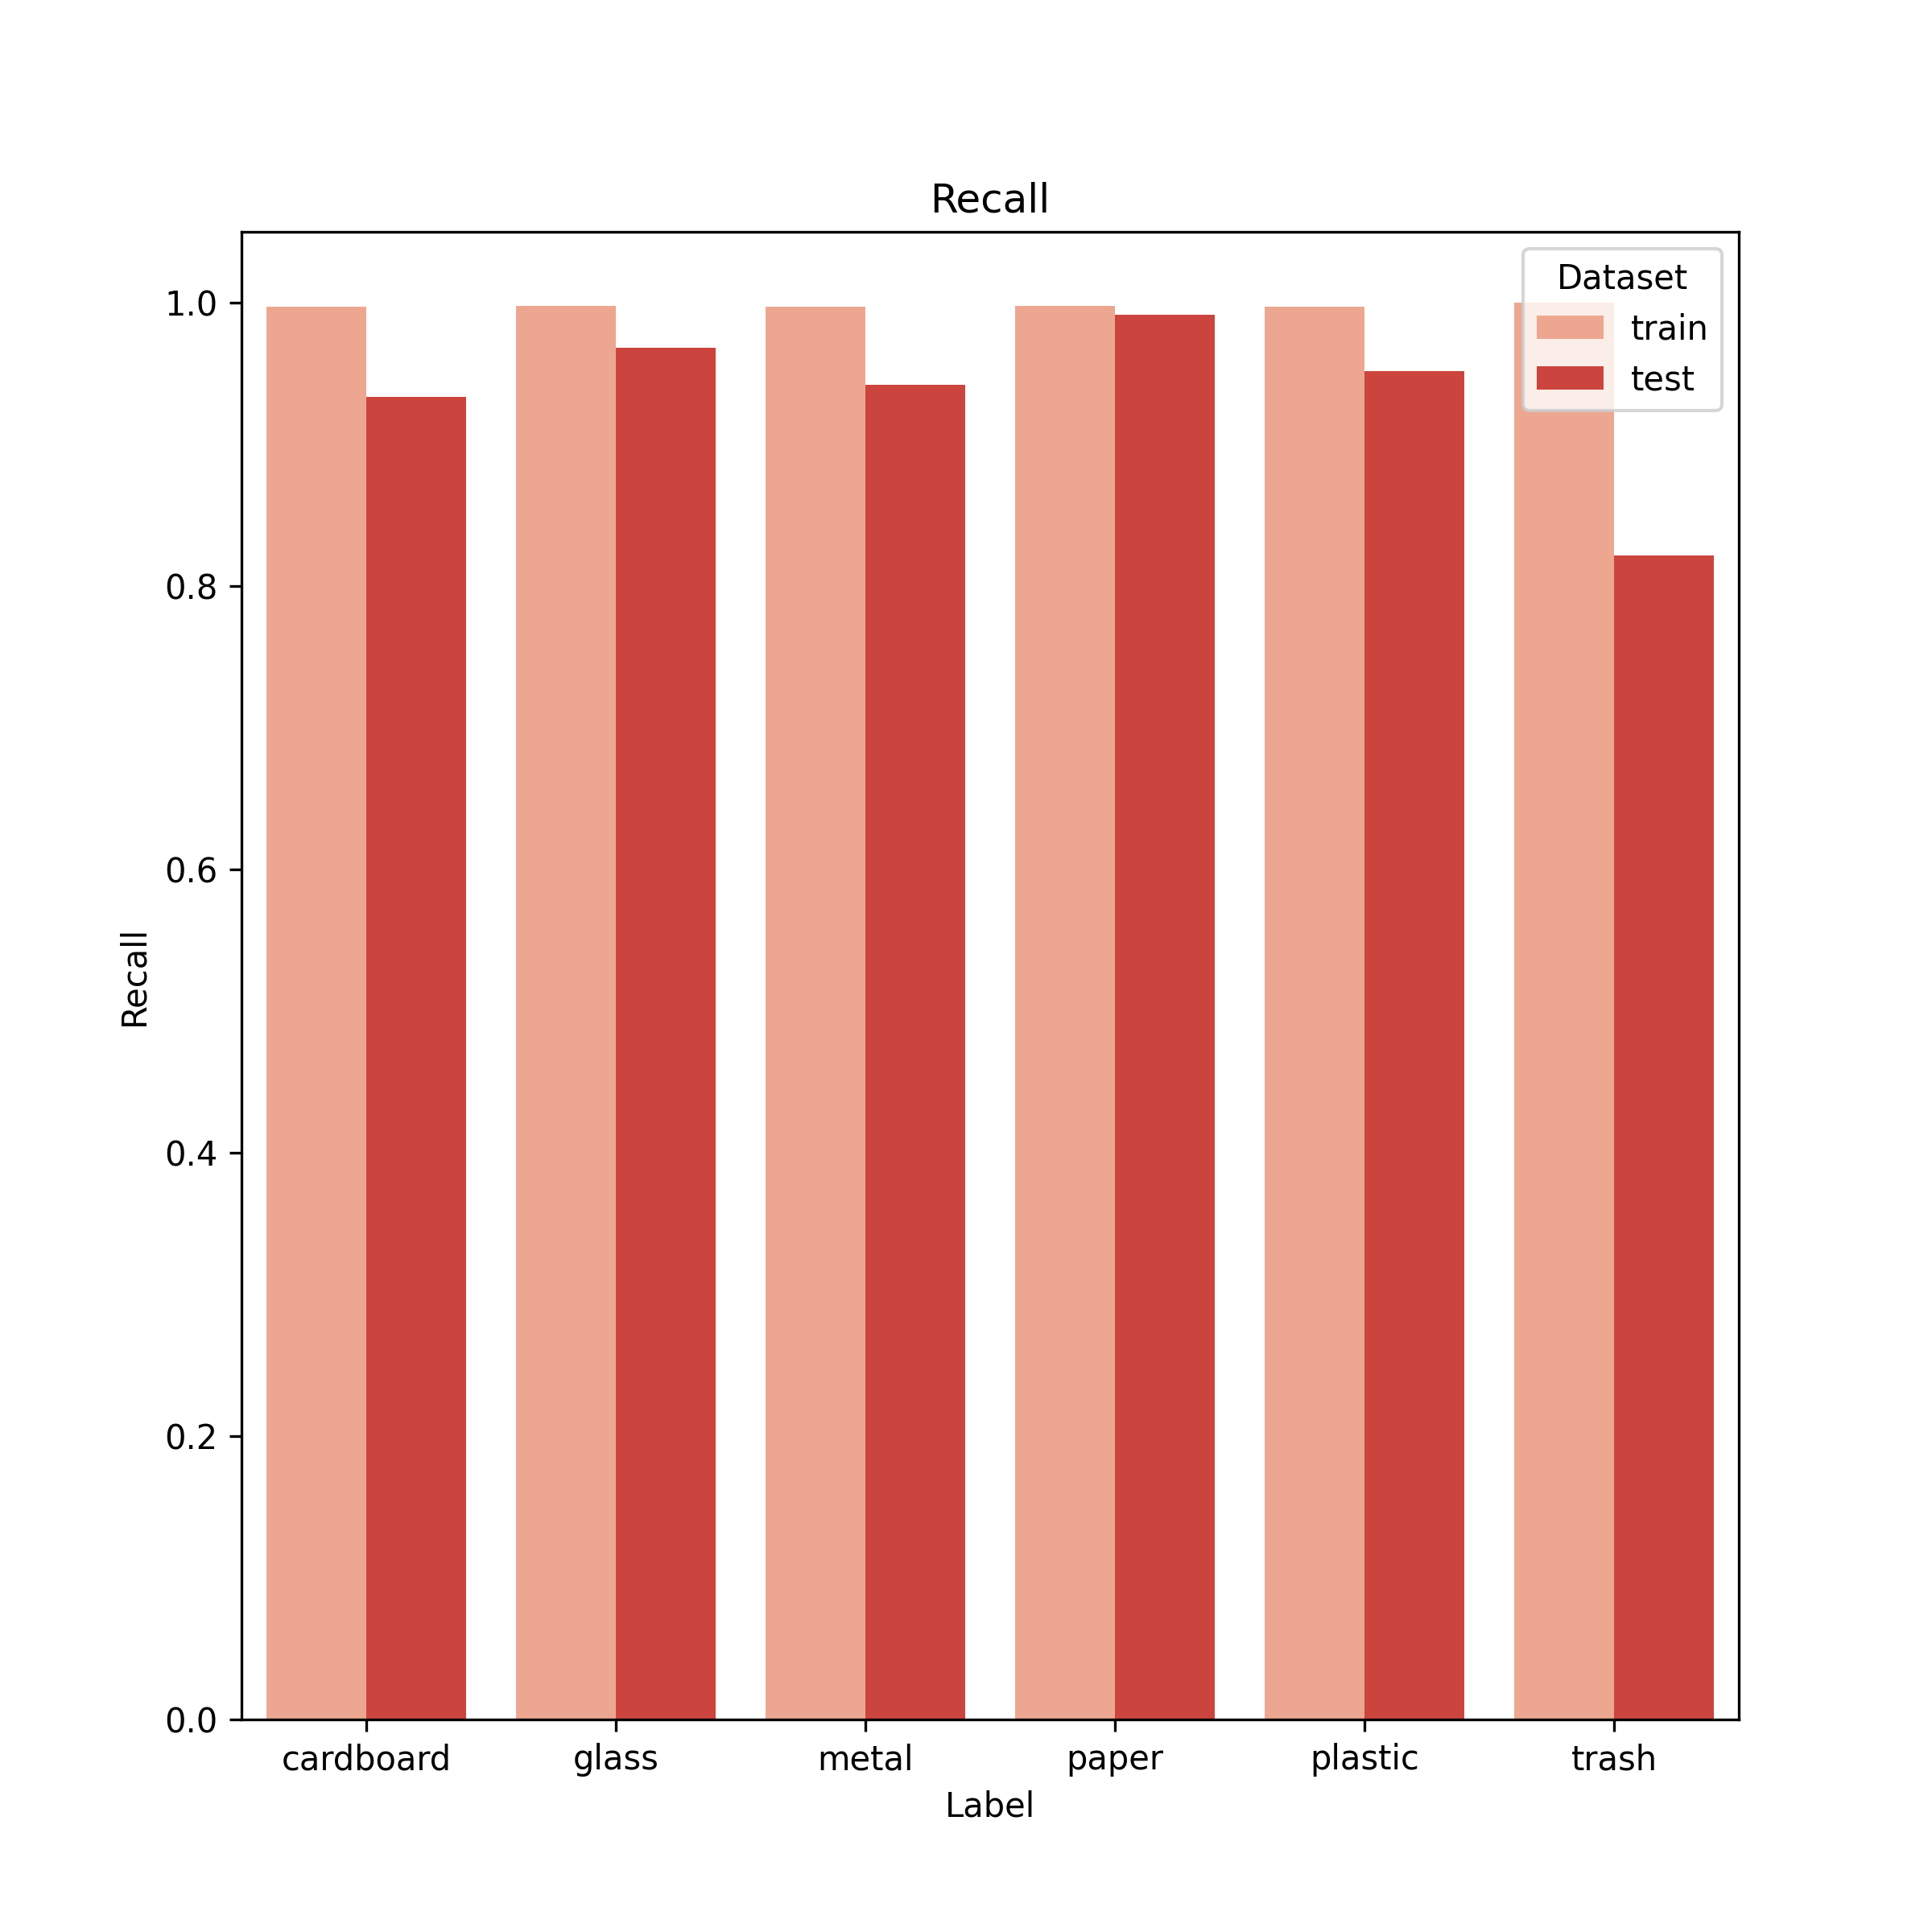 Recall
Dataset
train
test
1.0
0.8
0.6
0.4
0.2
0.0
Recall
cardboard glass metal paper plastic trash
Label